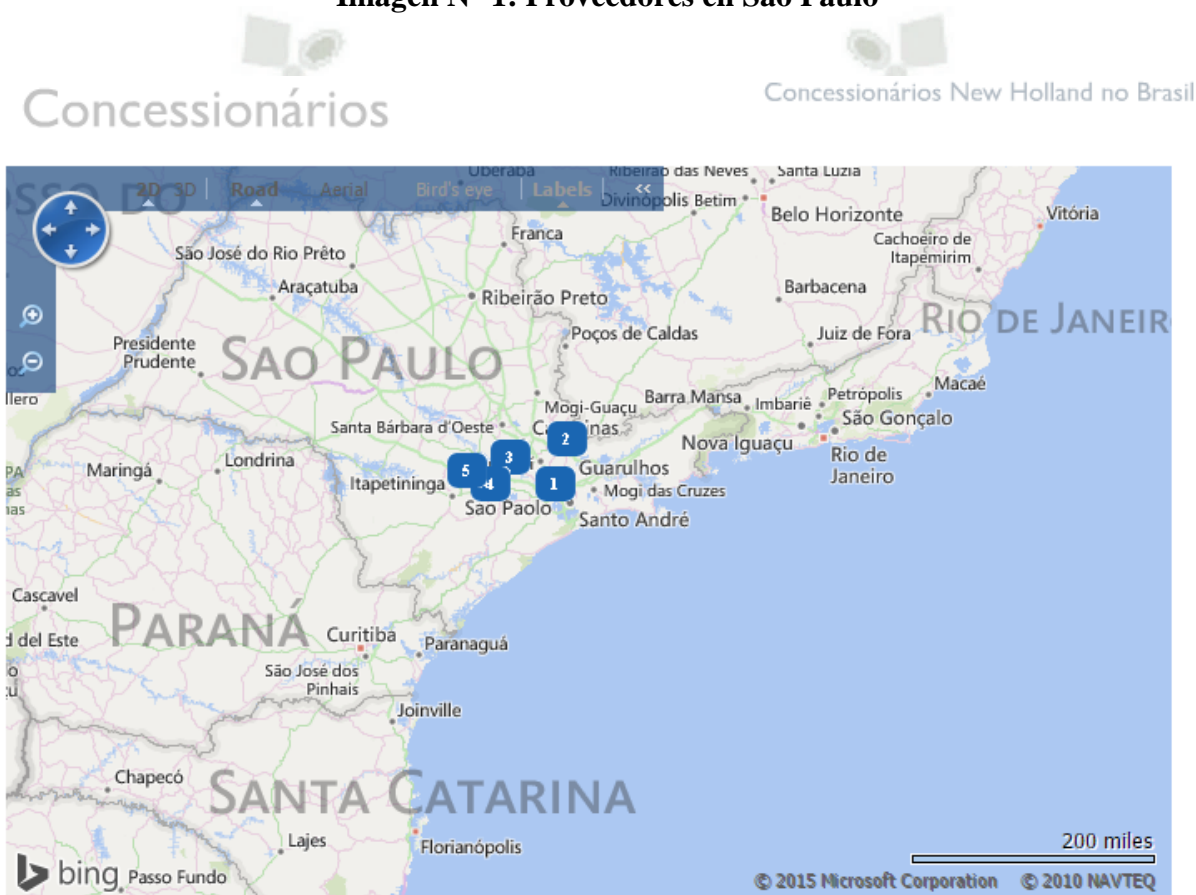 Imagen N° 1: Proveedores en Sao Paulo
Concessionários
Concessionários New Holland no Brasil
2D 3D Road Aerial Bird's eye Labels <<
Uberaba
Ribeirão das Neves
Santa Luzia
DO
Divinópolis Betim
Belo Horizonte
Vitória
Franca
São José do Rio Prêto
Cachoeiro de
Itapemirim
Araçatuba
Ribeirão Preto
Barbacena
RIO DE JANEIR
Poços de Caldas
Juiz de Fora
Presidente
Prudente
SAO PAULO
Macaé
Petrópolis
Barra Mansa
Imbariê
llero
Mogi-Guaçu
São Gonçalo
Santa Bárbara d'Oeste
2
Nova Iguaçu
Rio de
Janeiro
3
Londrina
Maringá
5
Guarulhos
Itapetininga
4
1
Mogi das Cruzes
Sao Paolo
Santo André
Cascavel
PARANÁ
Curitiba
d del Este
Paranaguá
São José dos
Pinhais
Joinville
Chapecó
SANTA CATARINA
Lajes
Florianópolis
200 miles
bing
Passo Fundo
© 2015 Microsoft Corporation © 2010 NAVTEQ